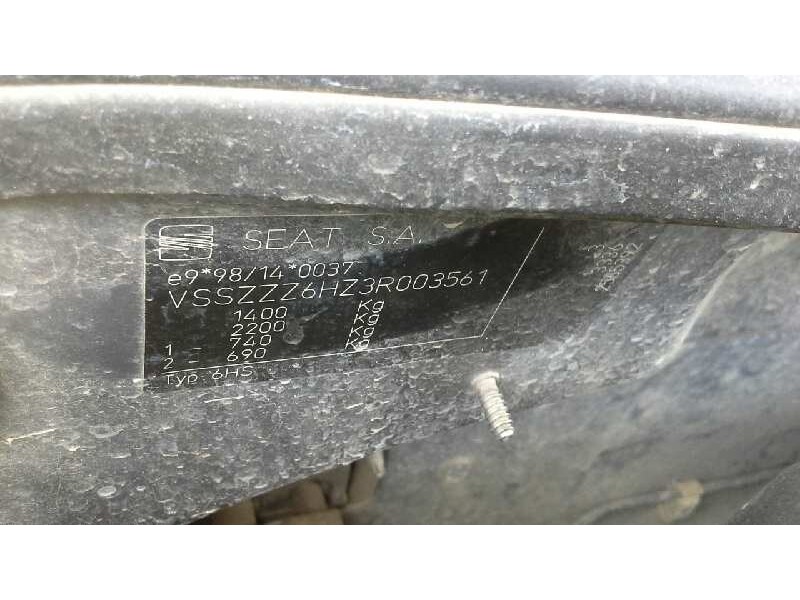 SEAT S.A.
e9*98/14*0037
VSSZZZ6HZ3R003561
1400 Kg
2200 Kg
1 - 740 Kg
2 - 690 Kg
Typ 6HS